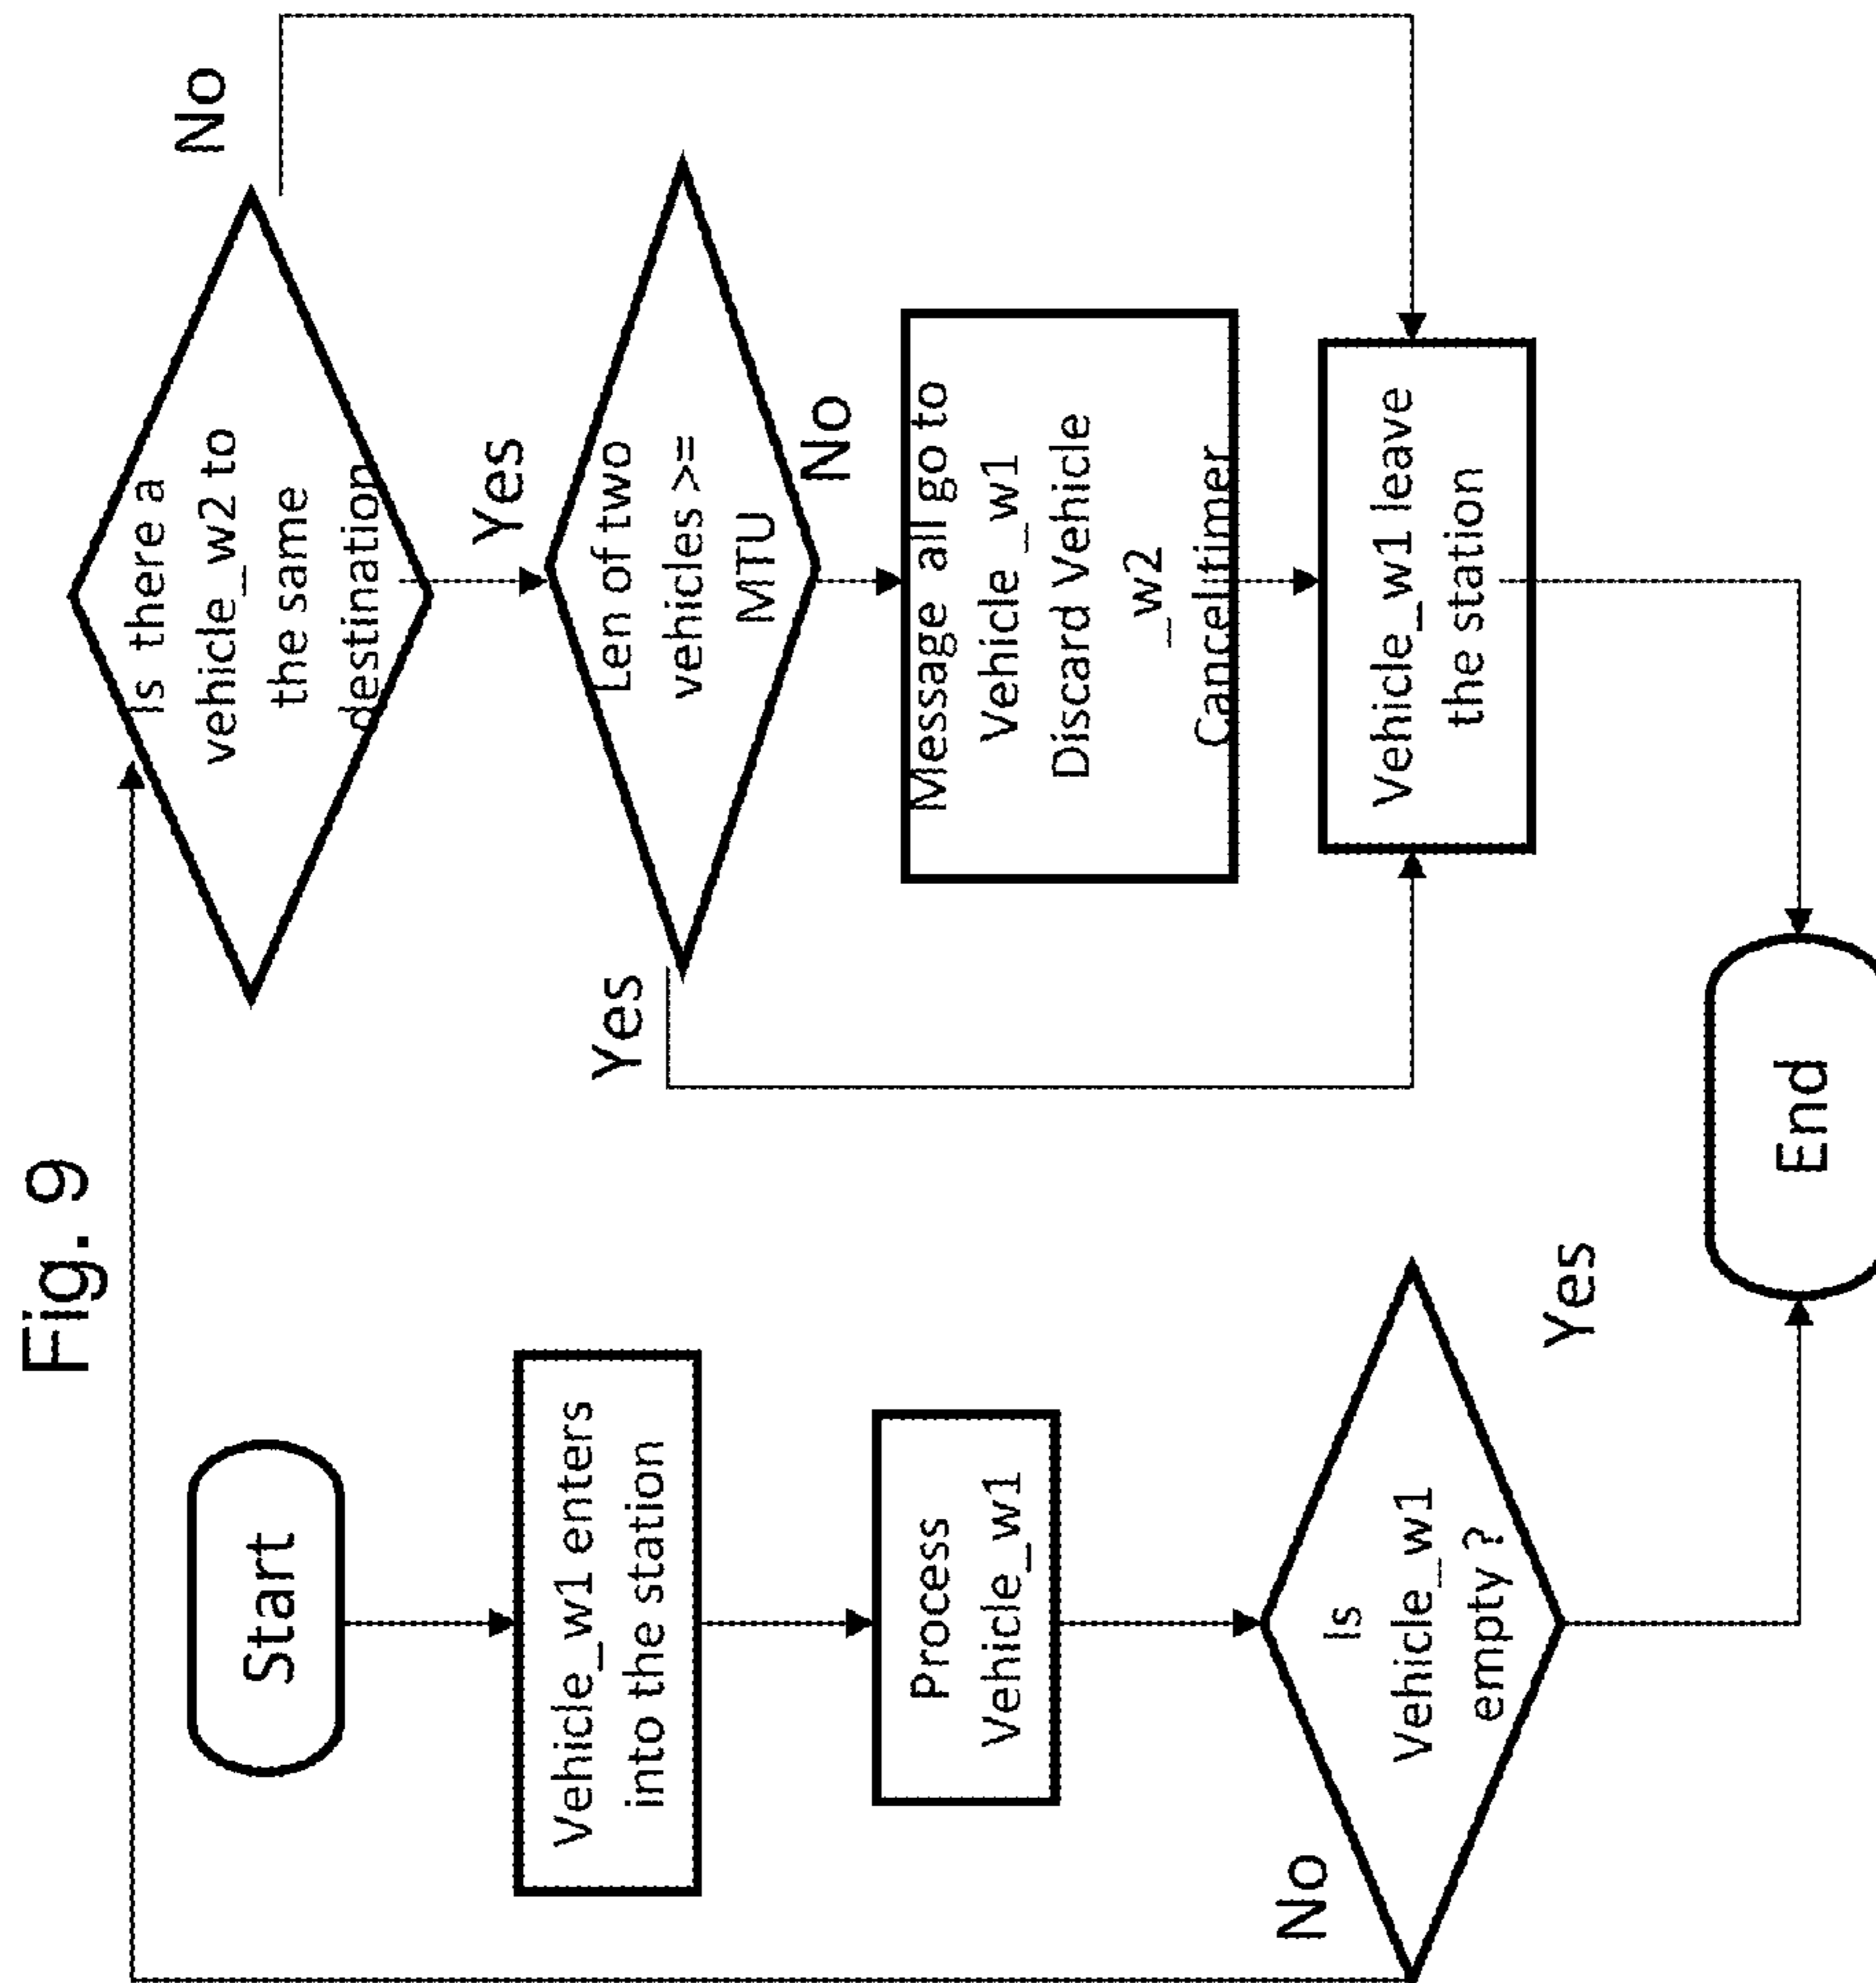 Fig. 9
Start
Vehicle_w1 enters
into the station
Process
Vehicle_w1
Is
Vehicle_w1
empty ?
No
Yes
Is there a
vehicle_w2 to
the same
destination
No
Yes
Len of two
vehicles >=
MTU
Yes
No
Message all go to
Vehicle _w1
Discard Vehicle
_w2
Cancel timer
Vehicle_w1 leave
the station
End